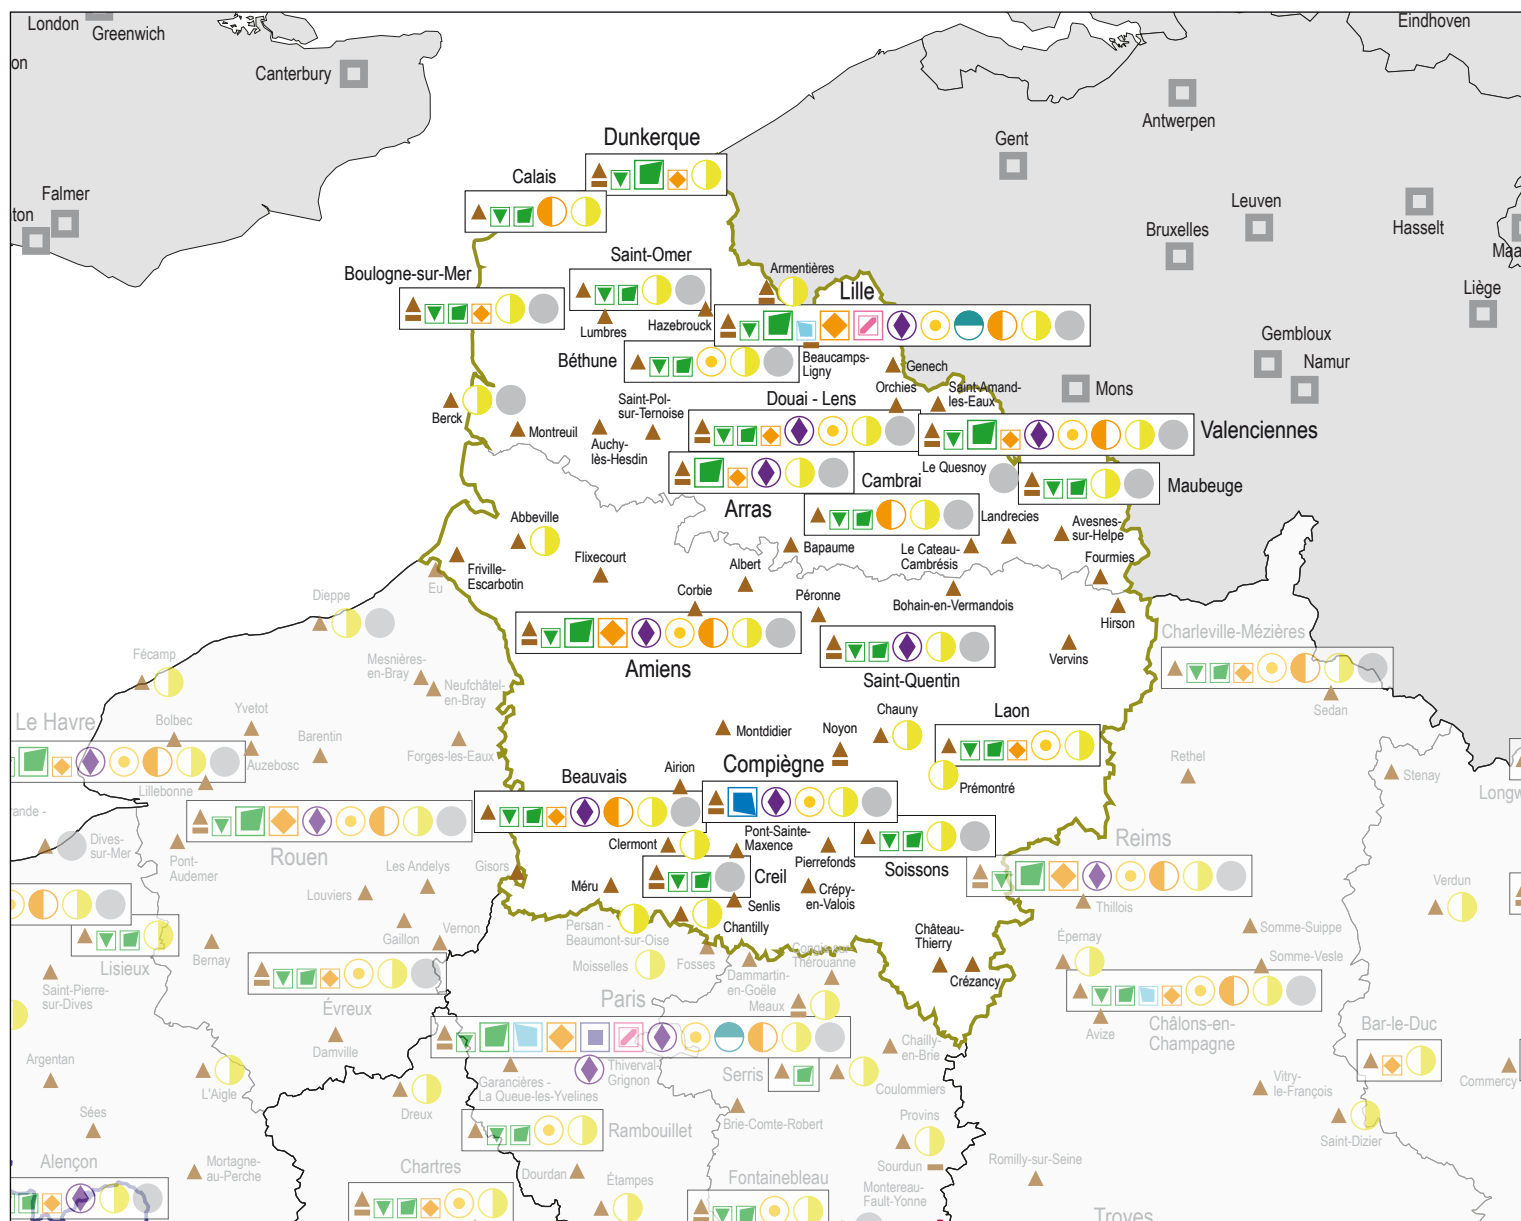 London
Greenwich
Eindhoven
on
Canterbury
Antwerpen
Dunkerque
Gent
Calais
Falmer
ton
Leuven
Hasselt
Bruxelles
Maa
Saint-Omer
Boulogne-sur-Mer
Armentières
Lille
Liège
Lumbres
Hazebrouck
Gembloux
Namur
Béthune
Beaucamps-
Ligny
Genech
Orchies
Saint-Amand-
les-Eaux
Mons
Berck
Saint-Pol-
sur-Ternoise
Douai - Lens
Montreuil
Auchy-
lès-Hesdin
Valenciennes
Le Quesnoy
Cambrai
Maubeuge
Arras
Abbeville
Landrecies
Avesnes-
sur-Helpe
Bapaume
Le Cateau-
Cambrésis
Fourmies
Flixecourt
Friville-
Escarbotin
Eu
Albert
Corbie
Péronne
Bohain-en-Vermandois
Hirson
Dieppe
Charleville-Mézières
Fécamp
Mesnières-
en-Bray
Neufchâtel-
en-Bray
Amiens
Saint-Quentin
Vervins
Sedan
Le Havre
Bolbec
Yvetot
Barentin
Auzebosc
Forges-les-Eaux
Lillebonne
Montdidier
Noyon
Chauny
Laon
Rethel
Stenay
Longw
Airion
Beauvais
Compiègne
Prémontré
rande -
Dives-
sur-Mer
Pont-
Audemer
Rouen
Les Andelys
Louviers
Gisors
Clermont
Pont-Sainte-
Maxence
Pierrefonds
Soissons
Reims
Méru
Creil
Senlis
Crépy-
en-Valois
Thillois
Verdun
Gaillon
Vernon
Persan -
Beaumont-sur-Oise
Chantilly
Château-
Thierry
Crézancy
Épernay
Somme-Suippe
Somme-Vesle
Lisieux
Bernay
Moisselles
Fosses
Dammartin-
en-Goële
Congis-sur-
Thérouanne
Meaux
Saint-Pierre-
sur-Dives
Évreux
Paris
Damville
Avize
Châlons-en-
Champagne
Bar-le-Duc
Chailly-
en-Brie
Argentan
L'Aigle
Dreux
Garancières -
La Queue-les-Yvelines
Thiverval-
Grignon
Serris
Coulommiers
Vitry-
le-François
Commercy
Sées
Brie-Comte-Robert
Provins
Saint-Dizier
Rambouillet
Alençon
Mortagne-
au-Perche
Chartres
Dourdan
Étampes
Fontainebleau
Sourdun
Montereau-
Fault-Yonne
Romilly-sur-Seine
Troyes